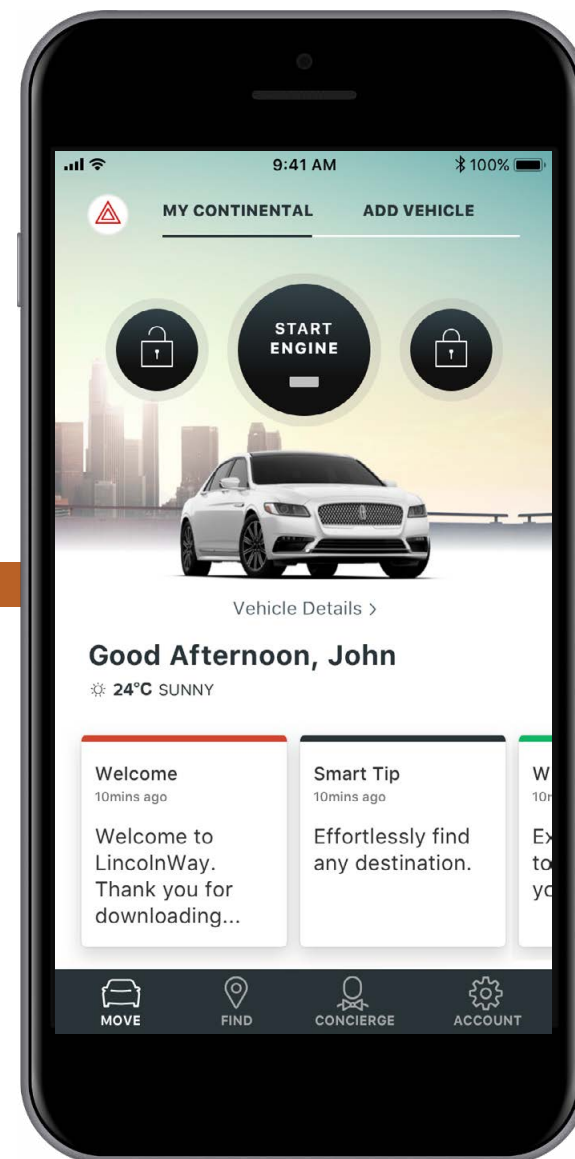 9:41 AM
100%
MY CONTINENTAL
ADD VEHICLE
START
ENGINE
Vehicle Details >
Good Afternoon, John
24°C SUNNY
Welcome
10mins ago
Welcome to
LincolnWay.
Thank you for
downloading...
Smart Tip
10mins ago
Effortlessly find
any destination.
MOVE
FIND
CONCIERGE
ACCOUNT